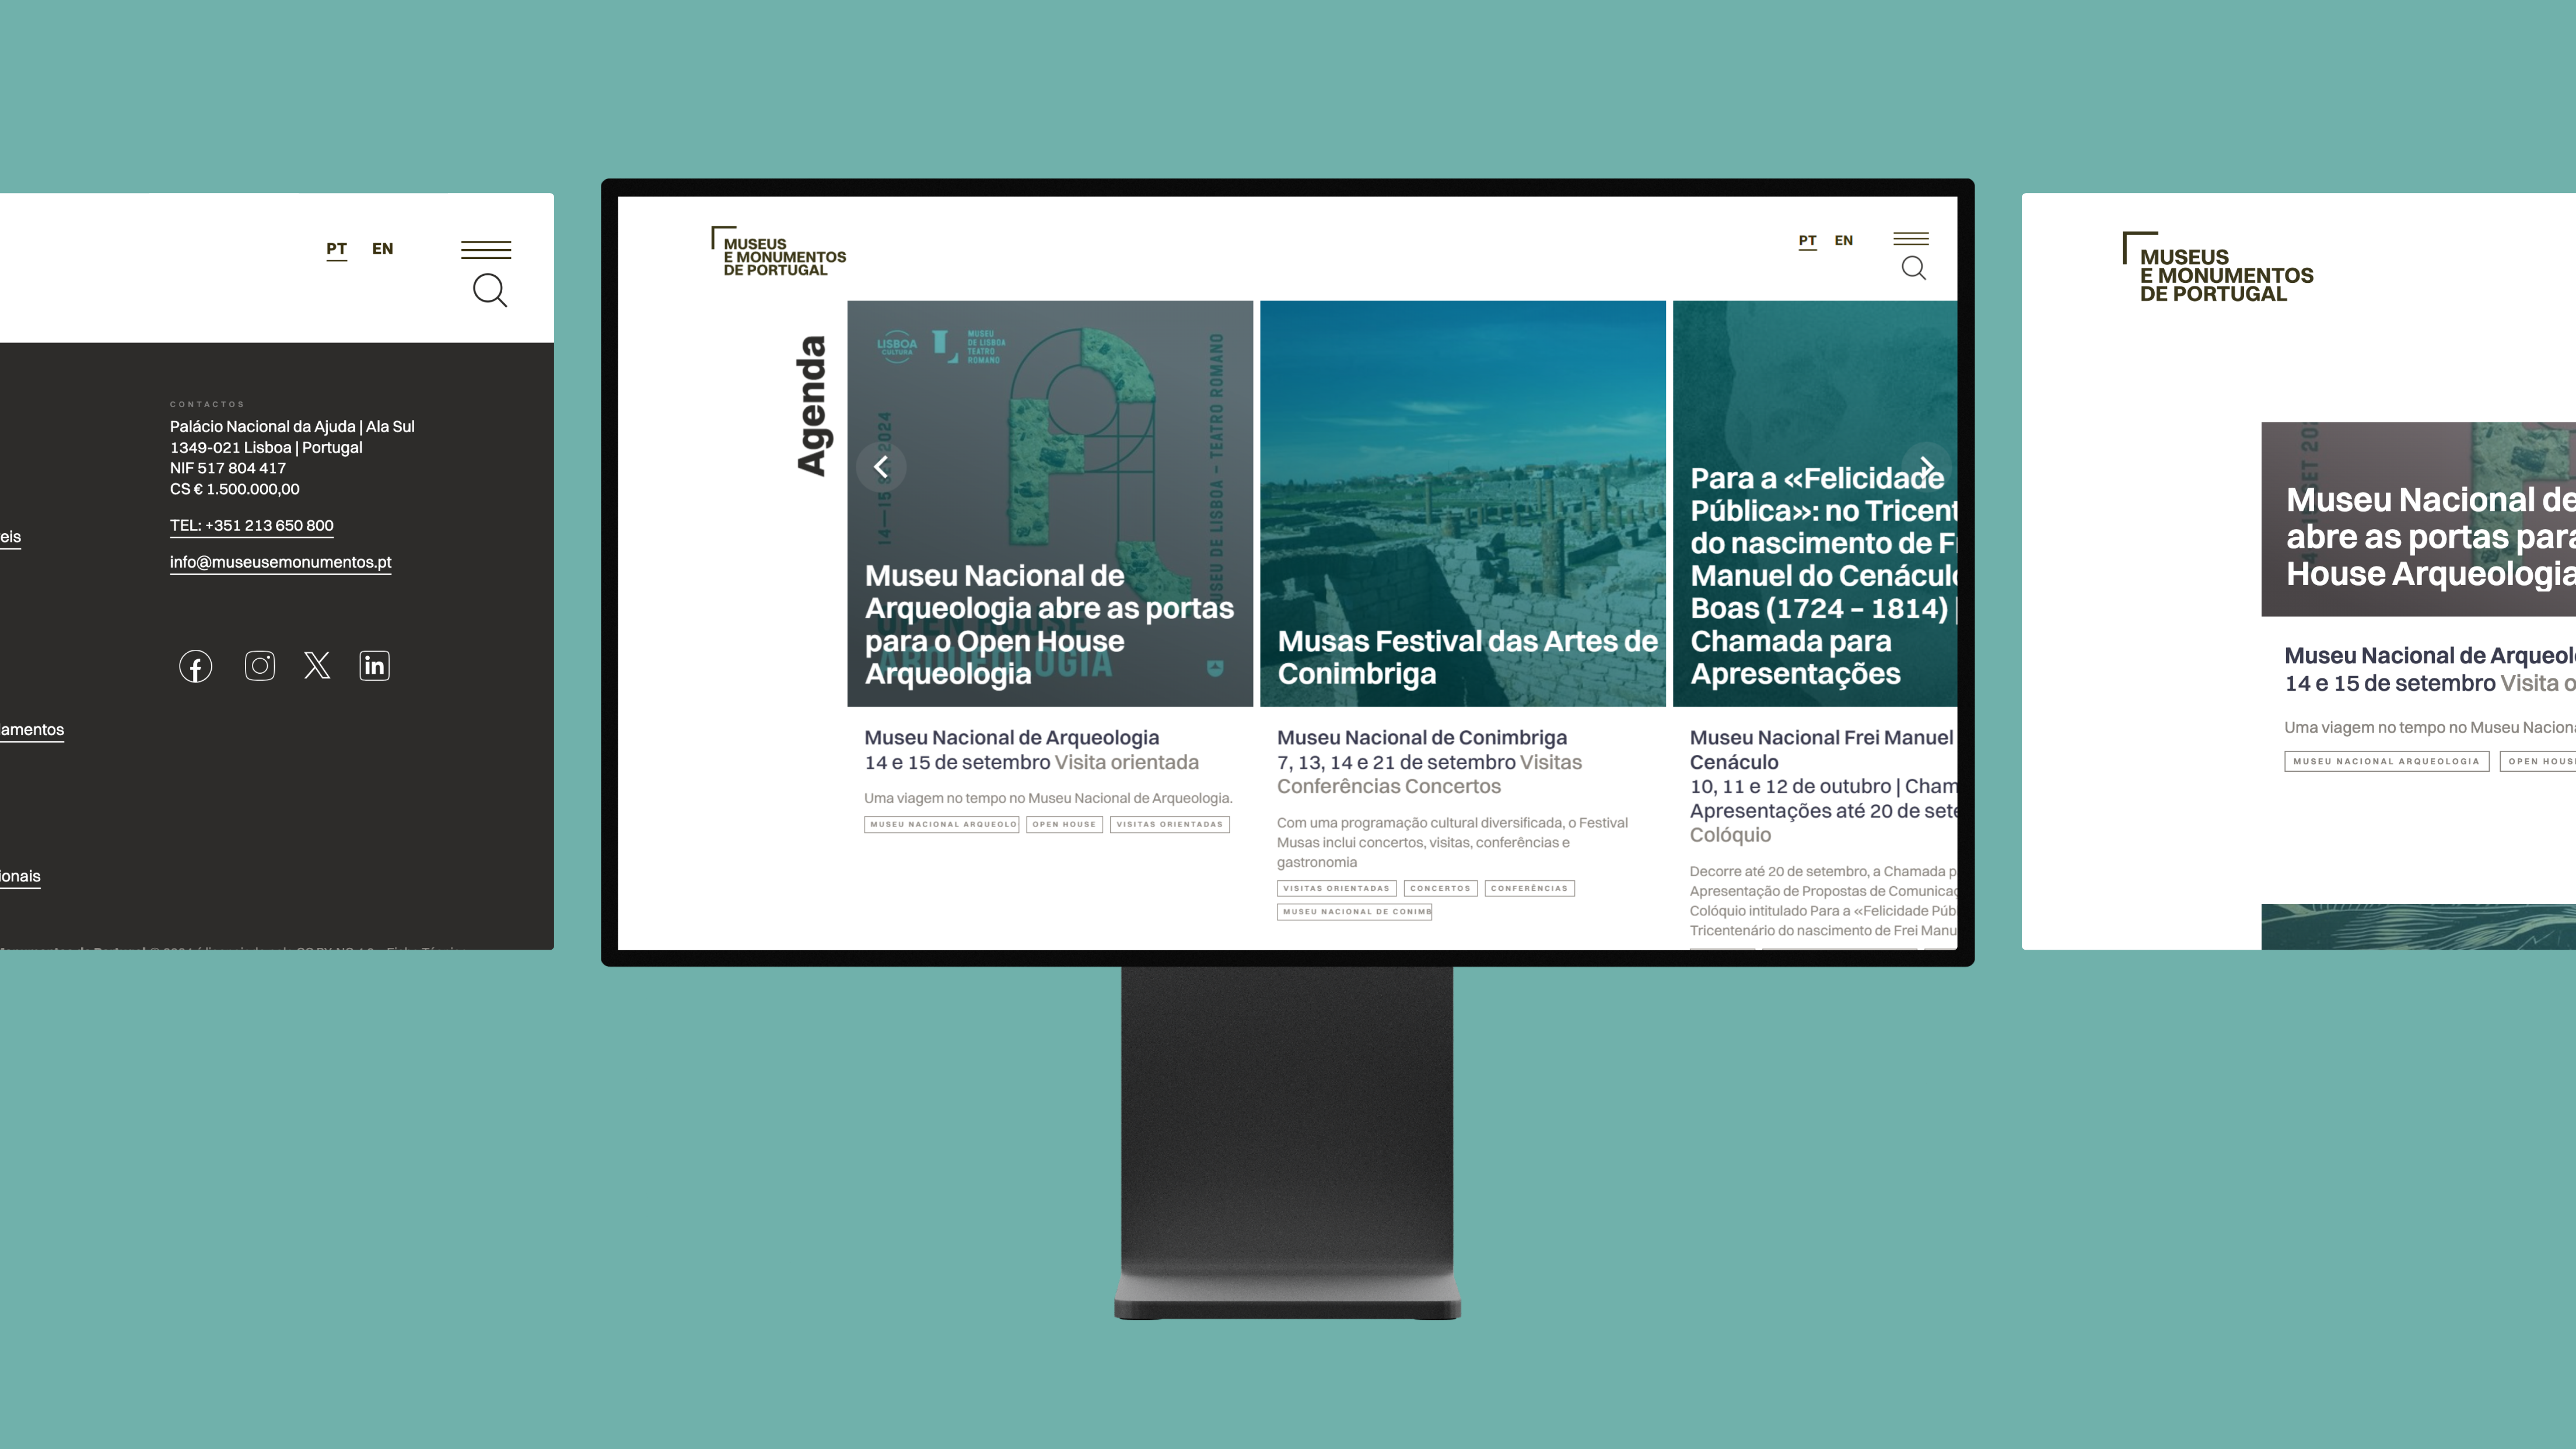 PT EN
CONTACTOS
Palácio Nacional da Ajuda | Ala Sul
1349-021 Lisboa | Portugal
NIF 517 804 417
CS € 1.500.000,00
eis
TEL: +351 213 650 800
info@museusemonumentos.pt
amentos
ionais
MUSEUS
E MONUMENTOS
DE PORTUGAL
PT EN
Agenda
LISBOA
CULTURA
MUSEU
DE LISBOA
TEATRO
ROMANO
14—15 2024
MUSEU DE LISBOA – TEATRO ROMANO
OPEN HOUSE
ARQUEOLOGIA
Museu Nacional de
Arqueologia abre as portas
para o Open House
Arqueologia
Museu Nacional de Arqueologia
14 e 15 de setembro Visita orientada
Uma viagem no tempo no Museu Nacional de Arqueologia.
MUSEU NACIONAL ARQUEOLO OPEN HOUSE VISITAS ORIENTADAS
Musas Festival das Artes de
Conimbriga
Museu Nacional de Conimbriga
7, 13, 14 e 21 de setembro Visitas
Conferências Concertos
Com uma programação cultural diversificada, o Festival
Musas inclui concertos, visitas, conferências e
gastronomia
VISITAS ORIENTADAS CONCERTOS CONFERÊNCIAS
MUSEU NACIONAL DE CONIMB
Para a «Felicidade
Pública»: no Tricent
do nascimento de F
Manuel do Cenácul
Boas (1724 – 1814) |
Chamada para
Apresentações
Museu Nacional Frei Manuel
Cenáculo
10, 11 e 12 de outubro | Cham
Apresentações até 20 de sete
Colóquio
Decorre até 20 de setembro, a Chamada p
Apresentação de Propostas de Comunicaç
Colóquio intitulado Para a «Felicidade Púb
Tricentenário do nascimento de Frei Manu
MUSEUS
E MONUMENTOS
DE PORTUGAL
SET 20
Museu Nacional de
abre as portas para
House Arqueologia
Museu Nacional de Arqueol
14 e 15 de setembro Visita o
Uma viagem no tempo no Museu Naciona
MUSEU NACIONAL ARQUEOLOGIA OPEN HOUS